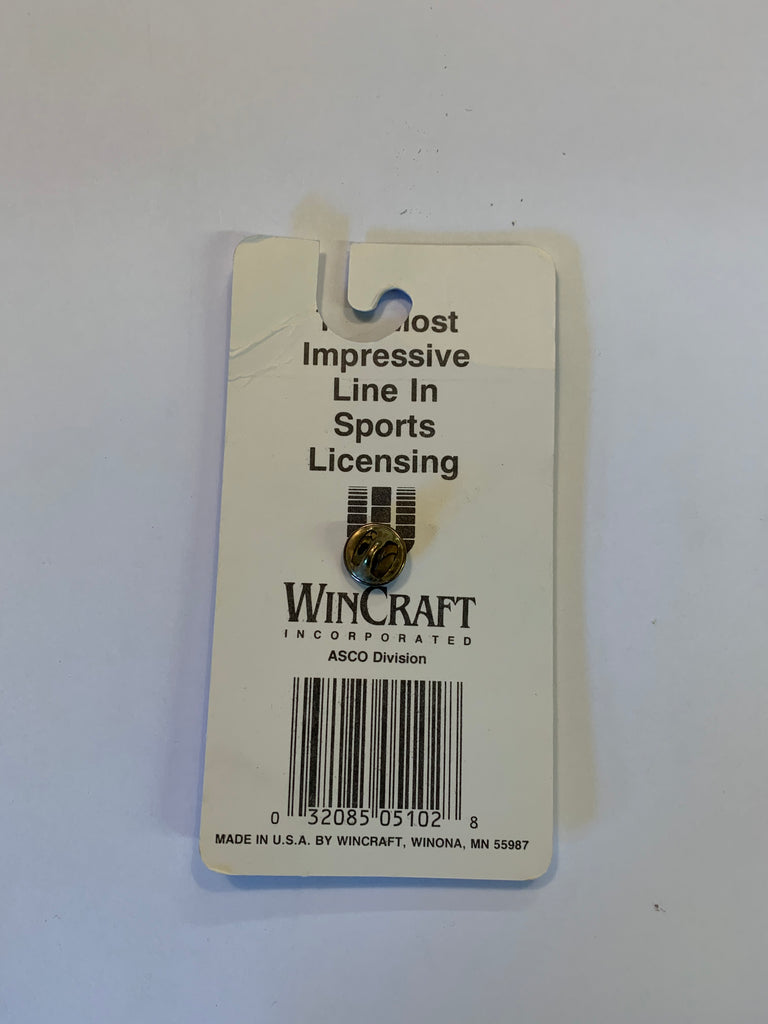 Most
Impressive
Line In
Sports
Licensing
WINCRAFT
INCORPORATED
ASCO Division
0 32085 05102 8
MADE IN U.S.A. BY WINCRAFT, WINONA, MN 55987